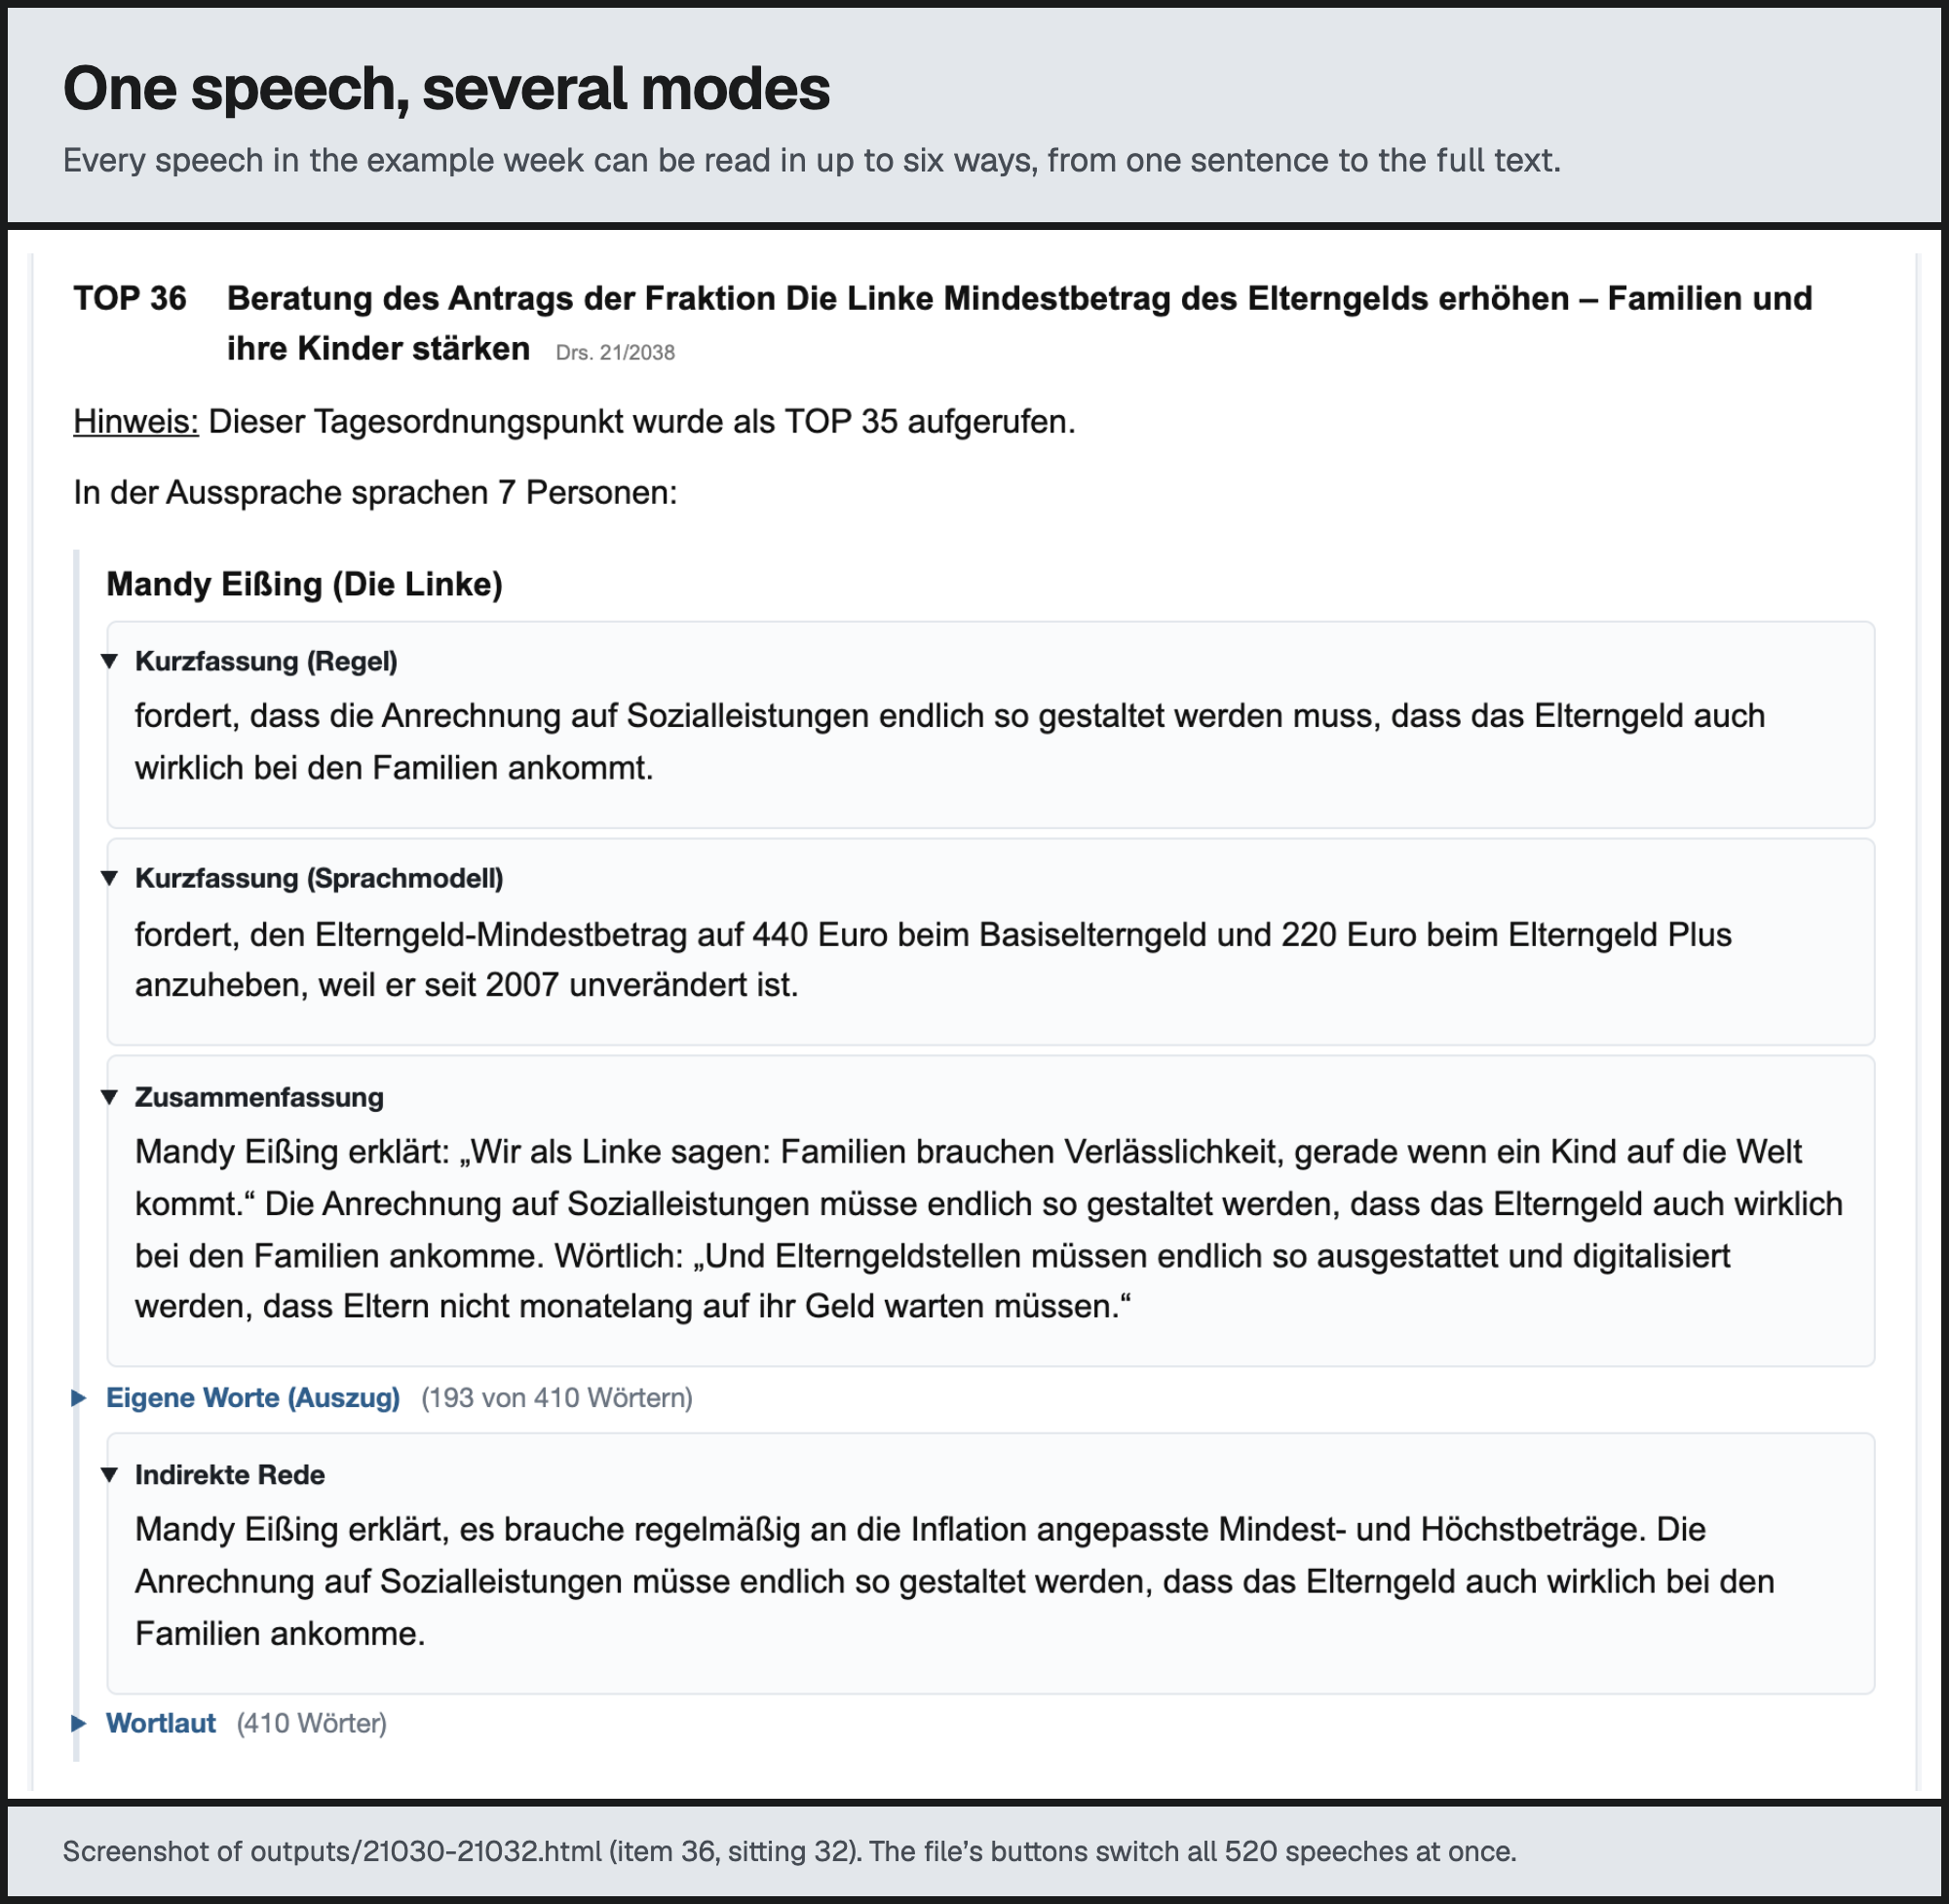 One speech, several modes
Every speech in the example week can be read in up to six ways, from one sentence to the full text.
TOP 36 Beratung des Antrags der Fraktion Die Linke Mindestbetrag des Elterngelds erhöhen – Familien und
ihre Kinder stärken Drs. 21/2038
Hinweis: Dieser Tagesordnungspunkt wurde als TOP 35 aufgerufen.
In der Aussprache sprachen 7 Personen:
Mandy Eißing (Die Linke)
▼ Kurzfassung (Regel)
fordert, dass die Anrechnung auf Sozialleistungen endlich so gestaltet werden muss, dass das Elterngeld auch
wirklich bei den Familien ankommt.
▼ Kurzfassung (Sprachmodell)
fordert, den Elterngeld-Mindestbetrag auf 440 Euro beim Basiselterngeld und 220 Euro beim Elterngeld Plus
anzuheben, weil er seit 2007 unverändert ist.
▼ Zusammenfassung
Mandy Eißing erklärt: „Wir als Linke sagen: Familien brauchen Verlässlichkeit, gerade wenn ein Kind auf die Welt
kommt.“ Die Anrechnung auf Sozialleistungen müsse endlich so gestaltet werden, dass das Elterngeld auch wirklich
bei den Familien ankomme. Wörtlich: „Und Elterngeldstellen müssen endlich so ausgestattet und digitalisiert
werden, dass Eltern nicht monatelang auf ihr Geld warten müssen.“
▶ Eigene Worte (Auszug) (193 von 410 Wörtern)
▼ Indirekte Rede
Mandy Eißing erklärt, es brauche regelmäßig an die Inflation angepasste Mindest- und Höchstbeträge. Die
Anrechnung auf Sozialleistungen müsse endlich so gestaltet werden, dass das Elterngeld auch wirklich bei den
Familien ankomme.
▶ Wortlaut (410 Wörter)
Screenshot of outputs/21030-21032.html (item 36, sitting 32). The file’s buttons switch all 520 speeches at once.